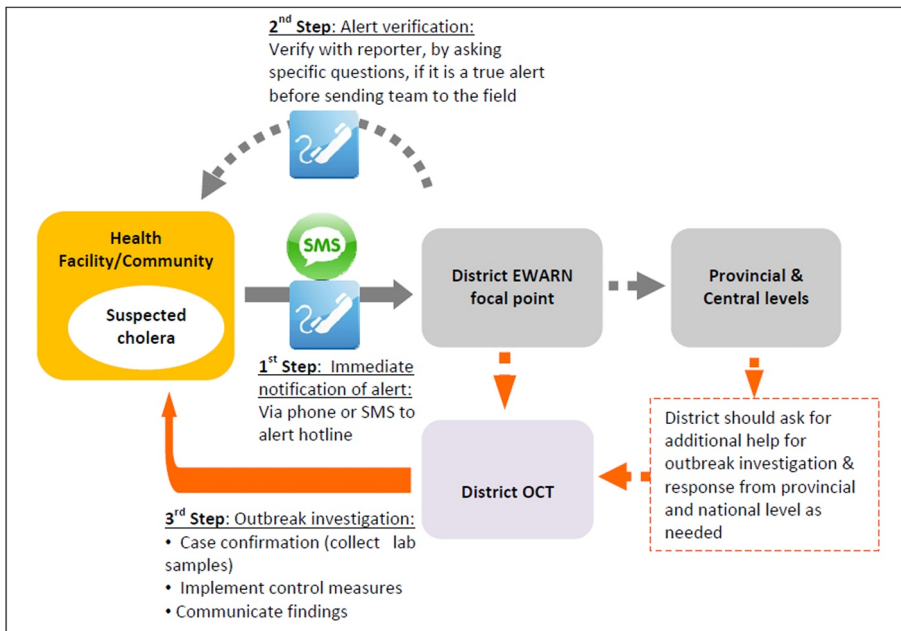 2nd Step: Alert verification:
Verify with reporter, by asking
specific questions, if it is a true alert
before sending team to the field
Health
Facility/Community
Suspected
cholera
SMS
1st Step: Immediate
notification of alert:
Via phone or SMS to
alert hotline
District EWARN
focal point
Provincial &
Central levels
District should ask for
additional help for
outbreak investigation &
response from provincial
and national level as
needed
District OCT
3rd Step: Outbreak investigation:
• Case confirmation (collect lab
samples)
• Implement control measures
• Communicate findings